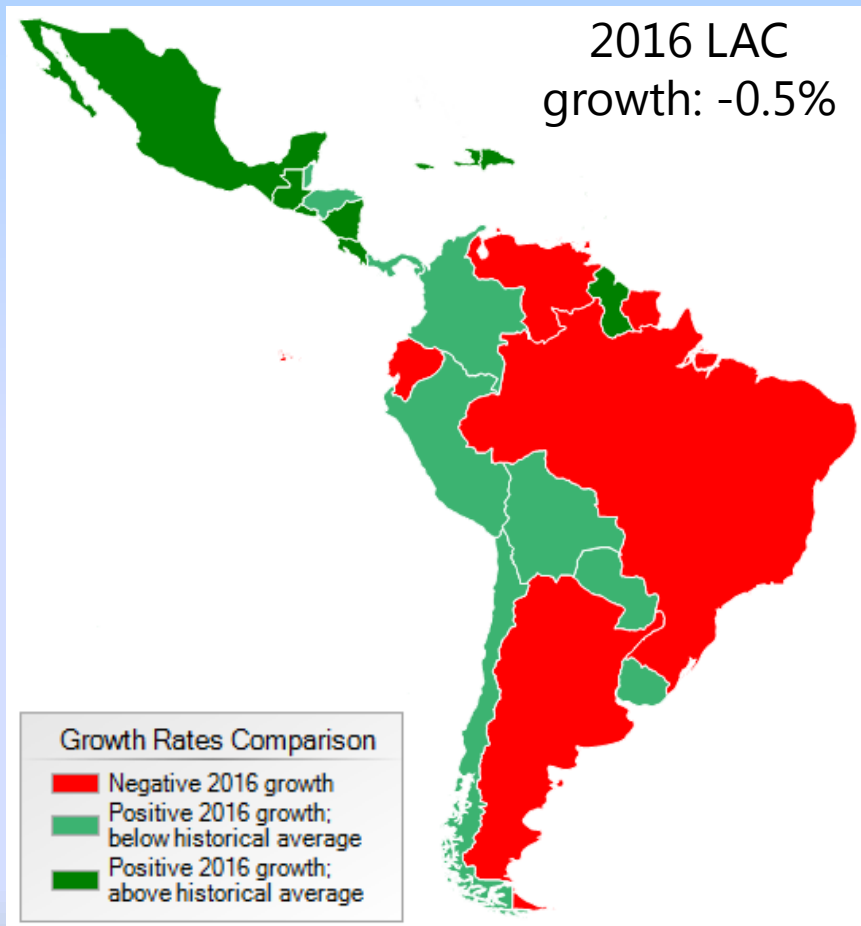 2016 LAC
growth: -0.5%
Growth Rates Comparison
Negative 2016 growth
Positive 2016 growth;
below historical average
Positive 2016 growth;
above historical average